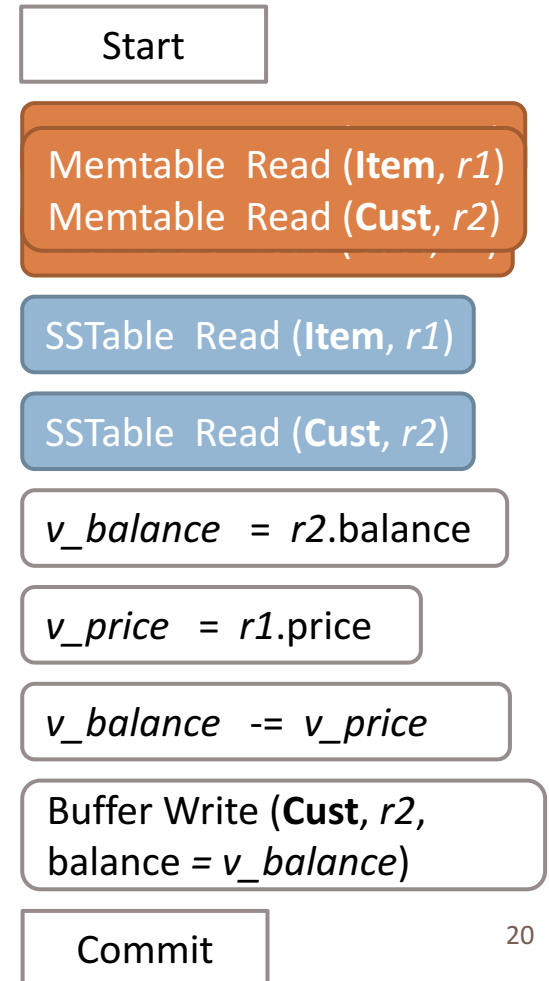 Start
Memtable Read (Item, r1)
Memtable Read (Cust, r2)
SSTable Read (Item, r1)
SSTable Read (Cust, r2)
v_balance = r2.balance
v_price = r1.price
v_balance -= v_price
Buffer Write (Cust, r2,
balance = v_balance)
Commit
20